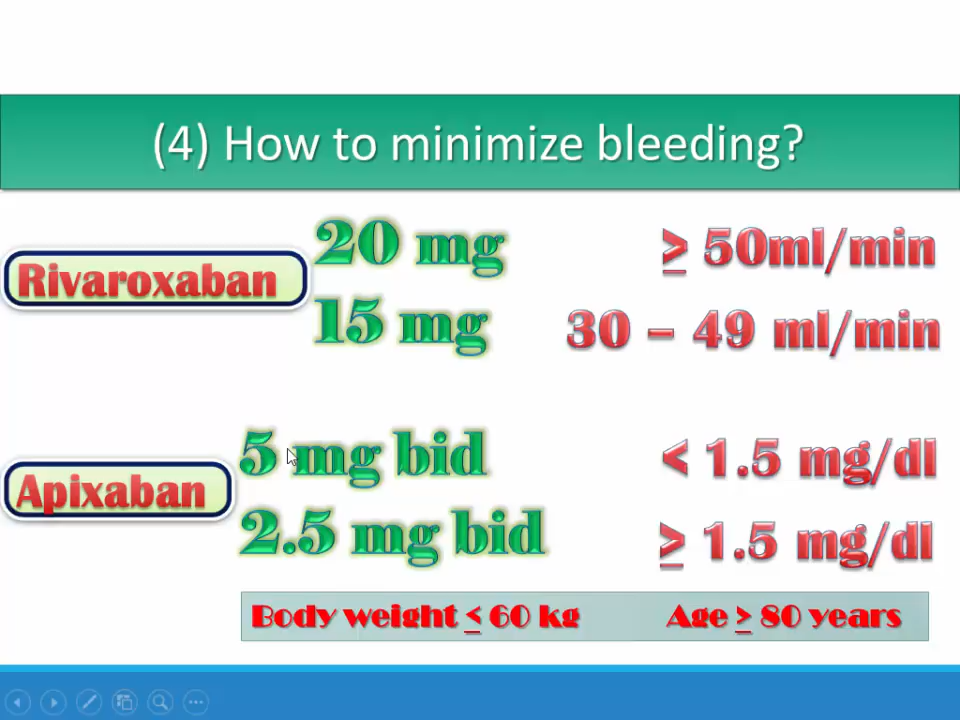 (4) How to minimize bleeding?
Rivaroxaban
20 mg ≥ 50ml/min
15 mg 30 – 49 ml/min
Apixaban
5 mg bid < 1.5 mg/dl
2.5 mg bid ≥ 1.5 mg/dl
Body weight ≤ 60 kg Age ≥ 80 years